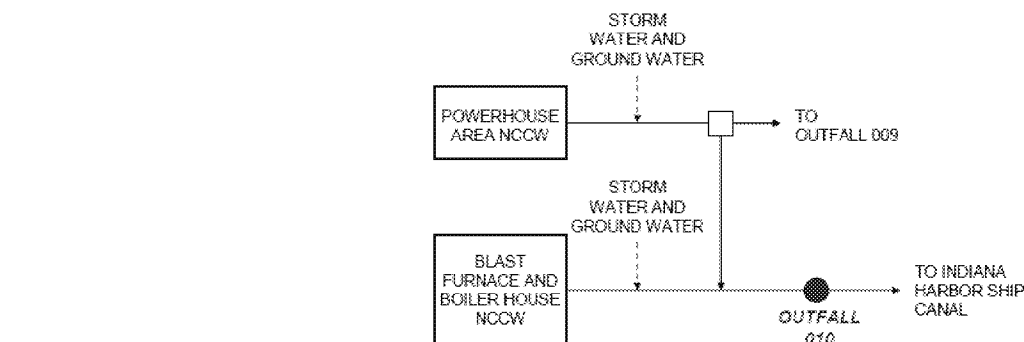 STORM
WATER AND
GROUND WATER
POWERHOUSE
AREA NCCW
TO
OUTFALL 009
STORM
WATER AND
GROUND WATER
BLAST
FURNACE AND
BOILER HOUSE
NCCW
TO INDIANA
HARBOR SHIP
CANAL
OUTFALL
010